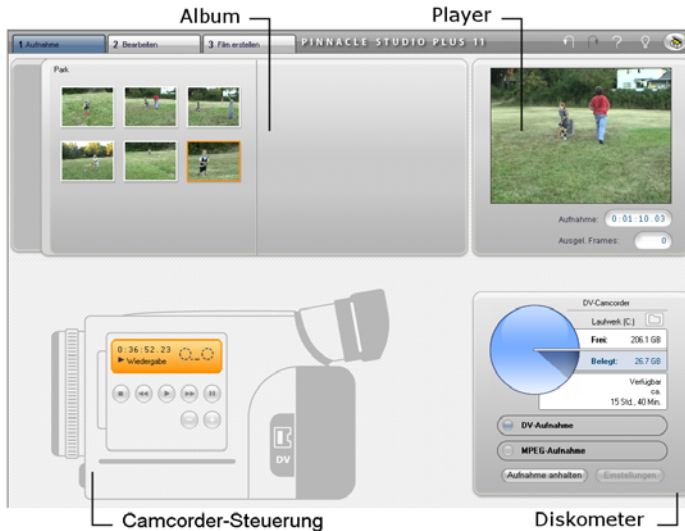 Album
Player
1 Aufnahme
2 Bearbeiten
3 Film erstellen
PINNACLE STUDIO PLUS 11
Park
Aufnahme: 0:01:10.03
Ausgel. Frames: 0
0:36:52.23
Wiedergabe
DV
DV-Camcorder
Laufwerk (C:)
Frei: 206.1 GB
Belegt: 26.7 GB
Verfügbar
ca.
15 Std., 40 Min.
DV-Aufnahme
MPEG-Aufnahme
Aufnahme anhalten
Einstellungen
Camcorder-Steuerung
Diskometer